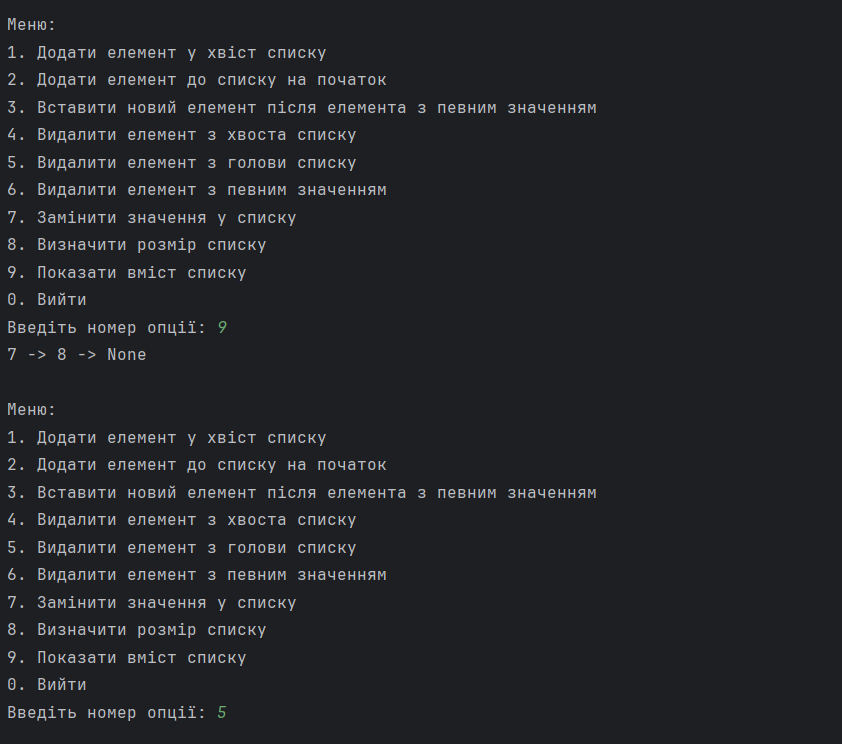 Меню:
1. Додати елемент у хвіст списку
2. Додати елемент до списку на початок
3. Вставити новий елемент після елемента з певним значенням
4. Видалити елемент з хвоста списку
5. Видалити елемент з голови списку
6. Видалити елемент з певним значенням
7. Замінити значення у списку
8. Визначити розмір списку
9. Показати вміст списку
0. Вийти
Введіть номер опції: 9
7 -> 8 -> None
Меню:
1. Додати елемент у хвіст списку
2. Додати елемент до списку на початок
3. Вставити новий елемент після елемента з певним значенням
4. Видалити елемент з хвоста списку
5. Видалити елемент з голови списку
6. Видалити елемент з певним значенням
7. Замінити значення у списку
8. Визначити розмір списку
9. Показати вміст списку
0. Вийти
Введіть номер опції: 5